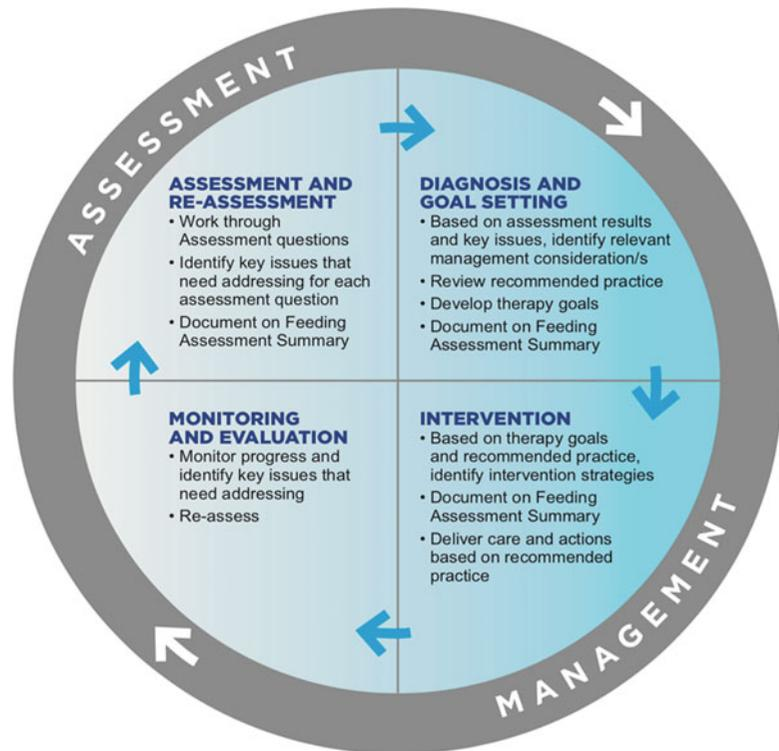 ASSESSMENT
ASSESSMENT AND
RE-ASSESSMENT
• Work through
Assessment questions
• Identify key issues that
need addressing for each
assessment question
• Document on Feeding
Assessment Summary
DIAGNOSIS AND
GOAL SETTING
• Based on assessment results
and key issues, identify relevant
management consideration/s
• Review recommended practice
• Develop therapy goals
• Document on Feeding
Assessment Summary
MONITORING
AND EVALUATION
• Monitor progress and
identify key issues that
need addressing
• Re-assess
INTERVENTION
• Based on therapy goals
and recommended practice,
identify intervention strategies
• Document on Feeding
Assessment Summary
• Deliver care and actions
based on recommended
practice
MANAGEMENT